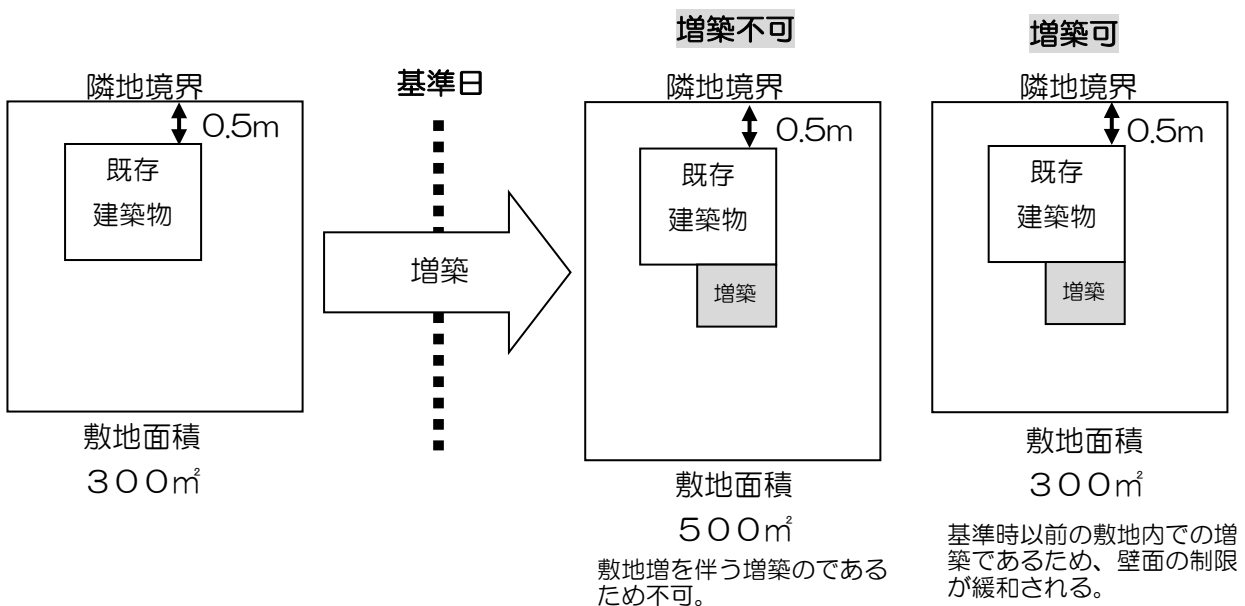 隣地境界
0.5m
既存
建築物
敷地面積
300㎡
基準日
増築
増築不可
隣地境界
0.5m
既存
建築物
増築
敷地面積
500㎡
敷地増を伴う増築のである
ため不可。
増築可
隣地境界
0.5m
既存
建築物
増築
敷地面積
300㎡
基準時以前の敷地内での増
築であるため、壁面の制限
が緩和される。